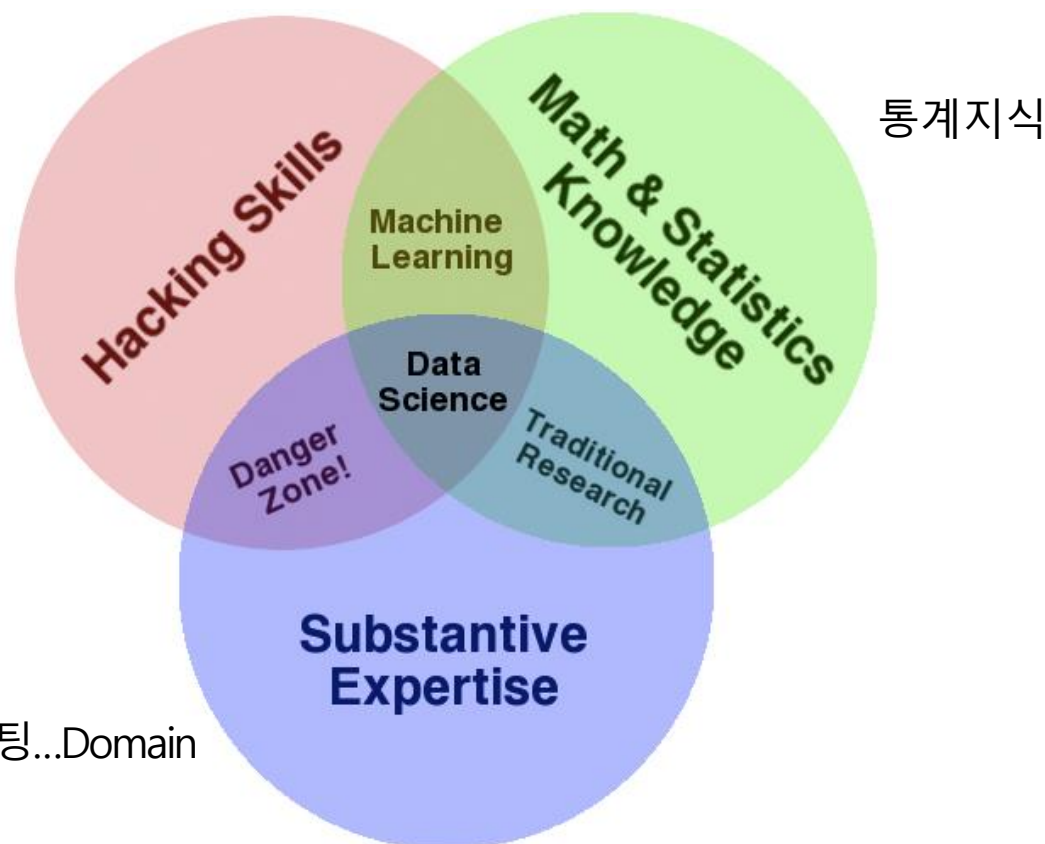 통계지식
Hacking Skills
Math & Statistics
Knowledge
Machine
Learning
Data
Science
Danger
Zone!
Traditional
Research
Substantive
Expertise
팅...Domain